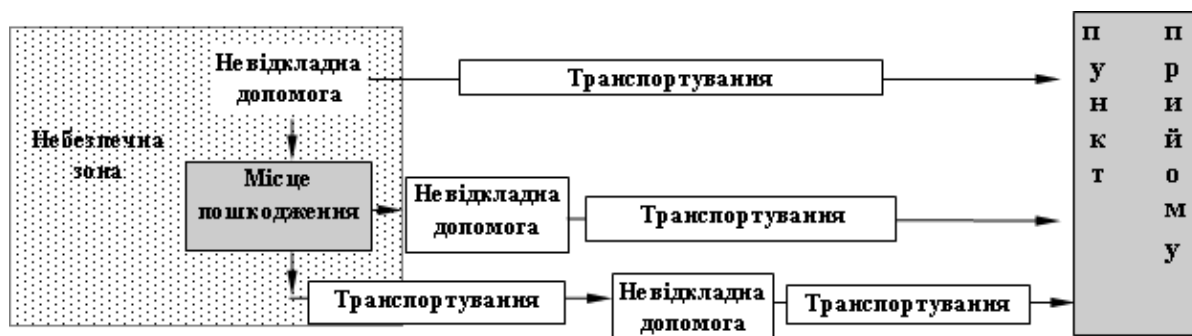 Невідкладна
допомога
Транспортування
Небезпечна
зона
Місце
пошкодження
Невідкладна
допомога
Транспортування
Транспортування
Невідкладна
допомога
Транспортування
пункт
прийому